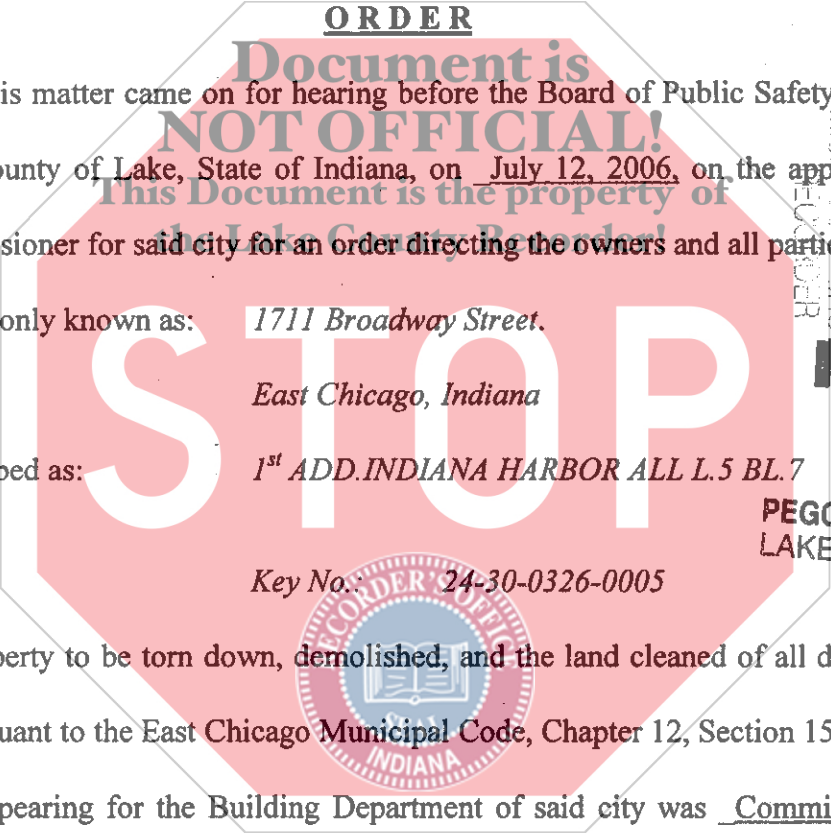 ORDER
Document is
is matter came on for hearing before the Board of Public Safety
NOT OFFICIAL!
ounty of Lake, State of Indiana, on July 12, 2006, on the app
This Document is the property of
sioner for said city for an order directing the owners and all partie
the Lake County Recorder!
only known as: 1711 Broadway Street.
STOP
East Chicago, Indiana
bed as: 1st ADD.INDIANA HARBOR ALL L.5 BL.7
PEGG
LAKE
Key No.: 24-30-0326-0005
RECORDER'S OFFICE
perty to be torn down, demolished, and the land cleaned of all d
SEAL
uant to the East Chicago Municipal Code, Chapter 12, Section 15
INDIANA
pearing for the Building Department of said city was Commi
RECORDER